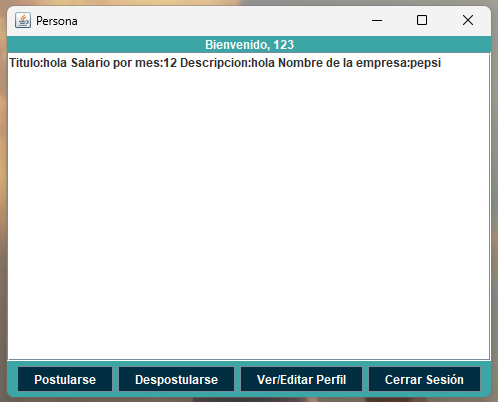 Persona
Bienvenido, 123
Titulo:hola Salario por mes:12 Descripcion:hola Nombre de la empresa:pepsi
Postularse Despostularse Ver/Editar Perfil Cerrar Sesión